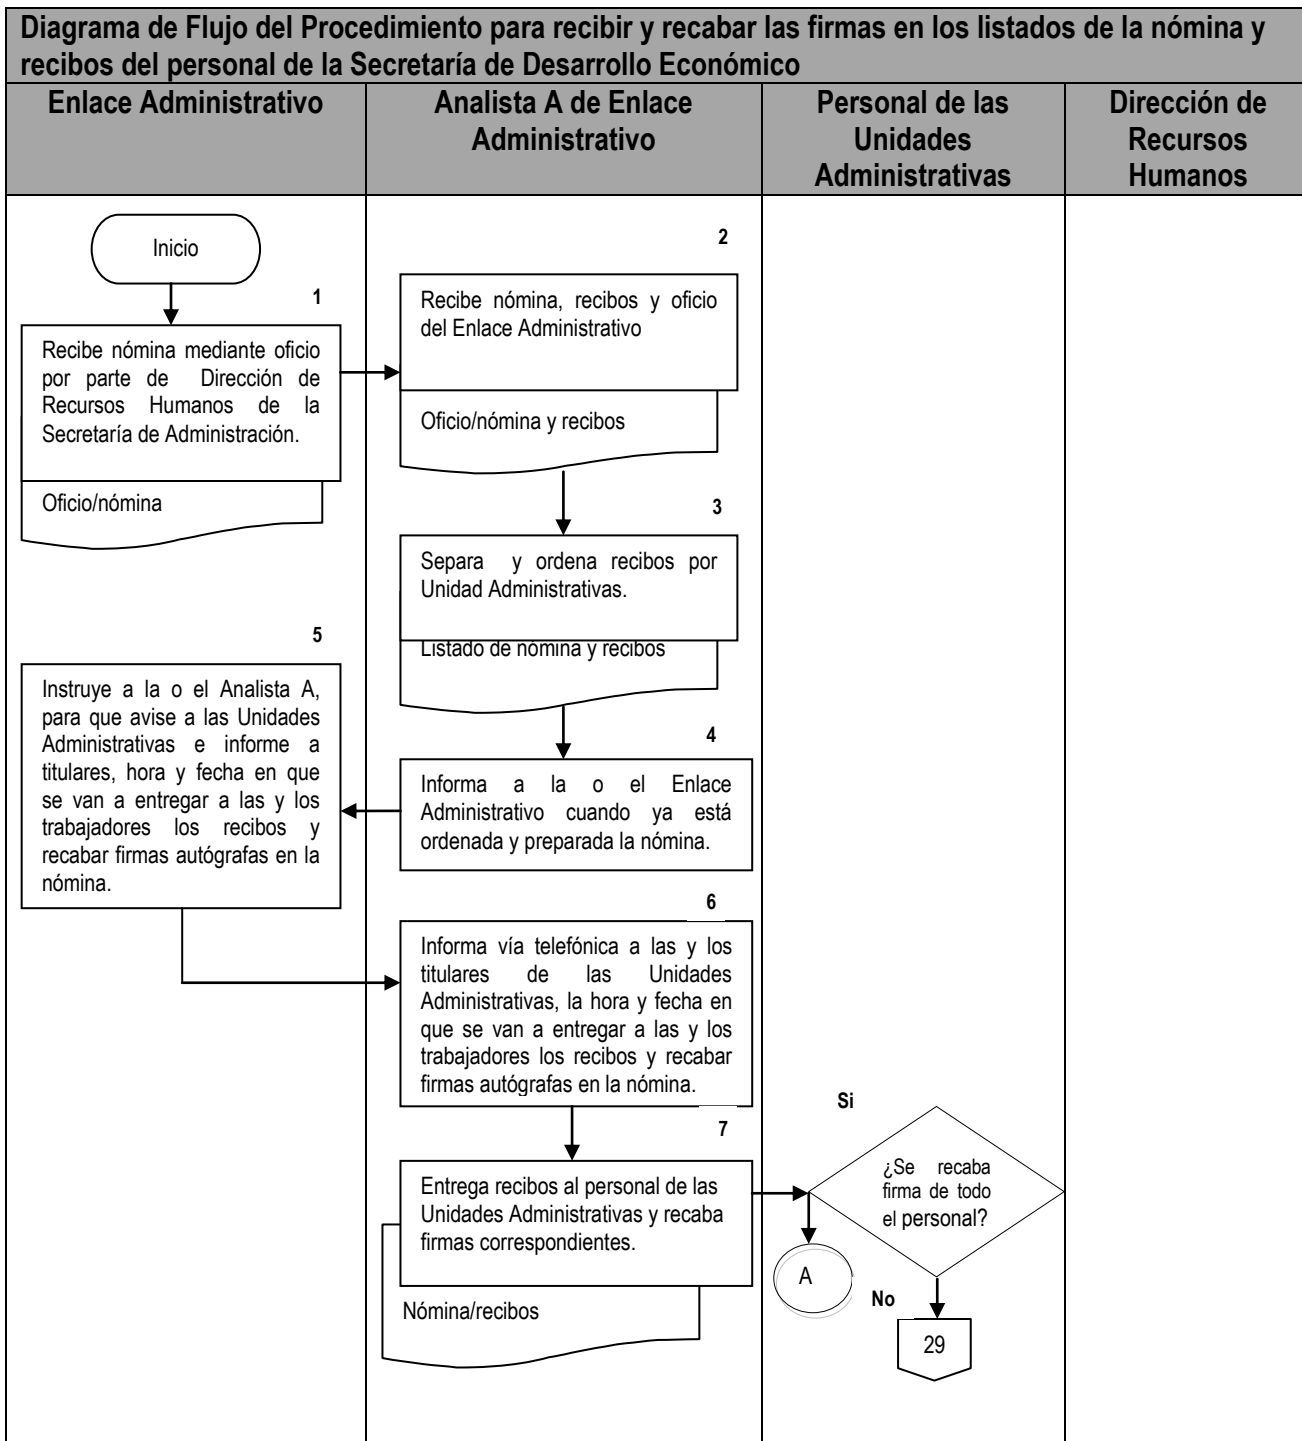 Diagrama de Flujo del Procedimiento para recibir y recabar las firmas en los listados de la nómina y
recibos del personal de la Secretaría de Desarrollo Económico
Enlace Administrativo
Analista A de Enlace
Administrativo
Personal de las
Unidades
Administrativas
Dirección de
Recursos
Humanos
Inicio
1
Recibe nómina mediante oficio
por parte de Dirección de
Recursos Humanos de la
Secretaría de Administración.
Oficio/nómina
2
Recibe nómina, recibos y oficio
del Enlace Administrativo
Oficio/nómina y recibos
3
Separa y ordena recibos por
Unidad Administrativas.
Listado de nómina y recibos
4
Informa a la o el Enlace
Administrativo cuando ya está
ordenada y preparada la nómina.
5
Instruye a la o el Analista A,
para que avise a las Unidades
Administrativas e informe a
titulares, hora y fecha en que
se van a entregar a las y los
trabajadores los recibos y
recabar firmas autógrafas en la
nómina.
6
Informa vía telefónica a las y los
titulares de las Unidades
Administrativas, la hora y fecha en
que se van a entregar a las y los
trabajadores los recibos y recabar
firmas autógrafas en la nómina.
7
Entrega recibos al personal de las
Unidades Administrativas y recaba
firmas correspondientes.
Nómina/recibos
Si
¿Se recaba
firma de todo
el personal?
A
No
29